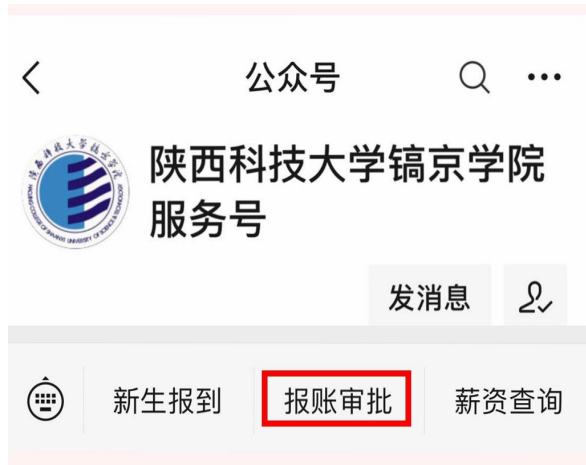 公众号
陕西科技大学镐京学院
服务号
发消息
新生报到
报账审批
薪资查询